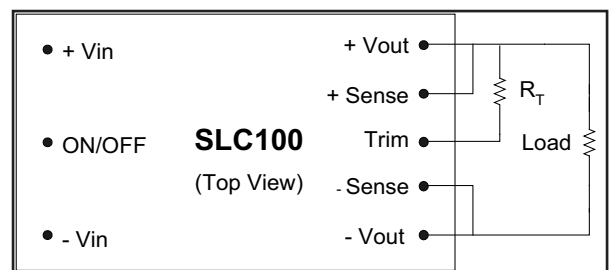 + Vout
+ Vin
+ Sense
R_T
ON/OFF
SLC100
Trim
Load
(Top View)
- Sense
- Vin
- Vout